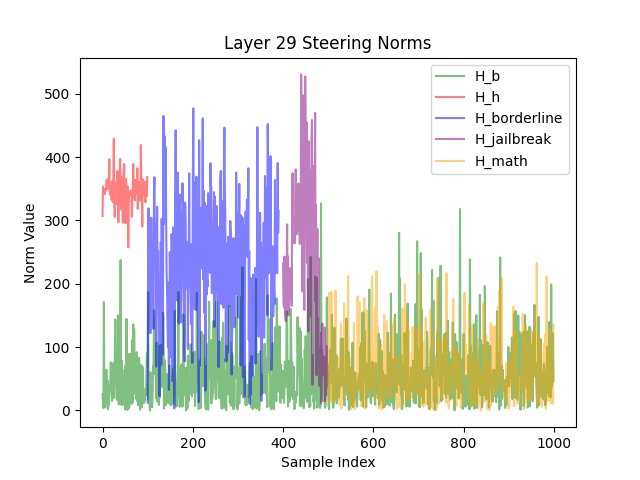 Layer 29 Steering Norms
H_b
H_h
H_borderline
H_jailbreak
H_math
Norm Value
500
400
300
200
100
0
0 200 400 600 800 1000
Sample Index